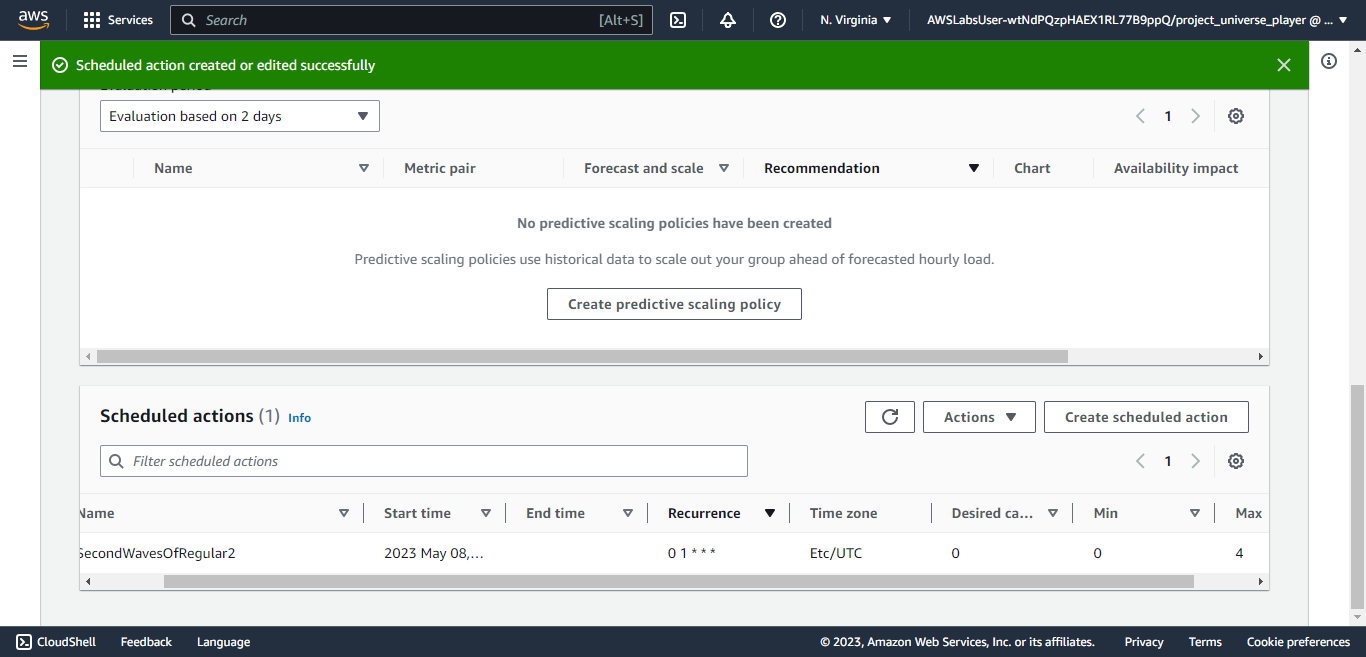 aws Services Search [Alt+S] N. Virginia AWSLabsUser-wtNdPQzpHAEX1RL77B9ppQ/project_universe_player @ ...
Scheduled action created or edited successfully
Evaluation period
Evaluation based on 2 days 1
Name Metric pair Forecast and scale Recommendation Chart Availability impact
No predictive scaling policies have been created
Predictive scaling policies use historical data to scale out your group ahead of forecasted hourly load.
Create predictive scaling policy
Scheduled actions (1) Info Actions Create scheduled action
Filter scheduled actions 1
Name Start time End time Recurrence Time zone Desired ca... Min Max
SecondWavesOfRegular2 2023 May 08,... 0 1 * * * Etc/UTC 0 0 4
CloudShell Feedback Language © 2023, Amazon Web Services, Inc. or its affiliates. Privacy Terms Cookie preferences